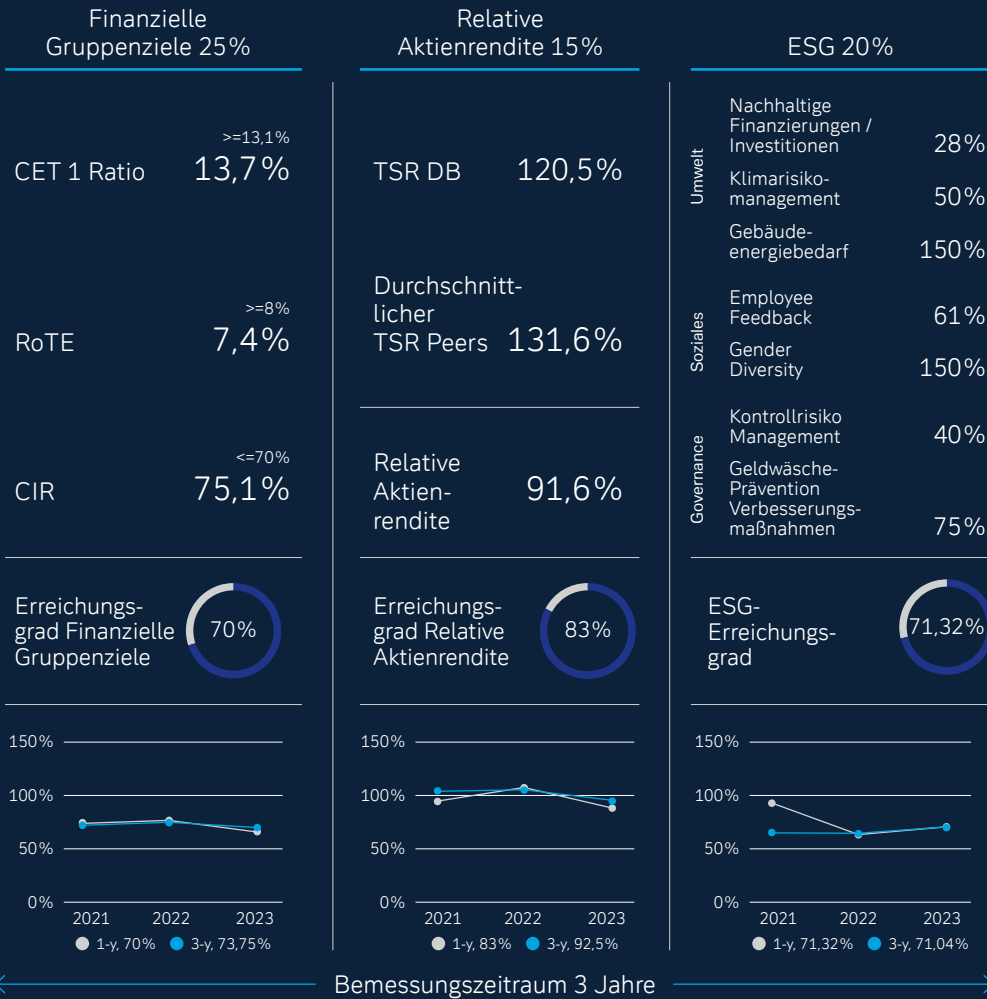 Finanzielle
Gruppenziele 25%
CET 1 Ratio
>=13,1%
13,7%
RoTE
>=8%
7,4%
CIR
<=70%
75,1%
Erreichungs-
grad Finanzielle
Gruppenziele
70%
150%
100%
50%
0%
2021 2022 2023
1-y, 70% 3-y, 73,75%
Relative
Aktienrendite 15%
TSR DB 120,5%
Durchschnitt-
licher
TSR Peers 131,6%
Relative
Aktien-
rendite
91,6%
Erreichungs-
grad Relative
Aktienrendite
83%
150%
100%
50%
0%
2021 2022 2023
1-y, 83% 3-y, 92,5%
ESG 20%
Umwelt
Nachhaltige
Finanzierungen /
Investitionen 28%
Klimarisiko-
management 50%
Gebäude-
energiebedarf 150%
Soziales
Employee
Feedback 61%
Gender
Diversity 150%
Governance
Kontrollrisiko
Management 40%
Geldwäsche-
Prävention
Verbesserungs-
maßnahmen 75%
ESG-
Erreichungs-
grad
71,32%
150%
100%
50%
0%
2021 2022 2023
1-y, 71,32% 3-y, 71,04%
Bemessungszeitraum 3 Jahre